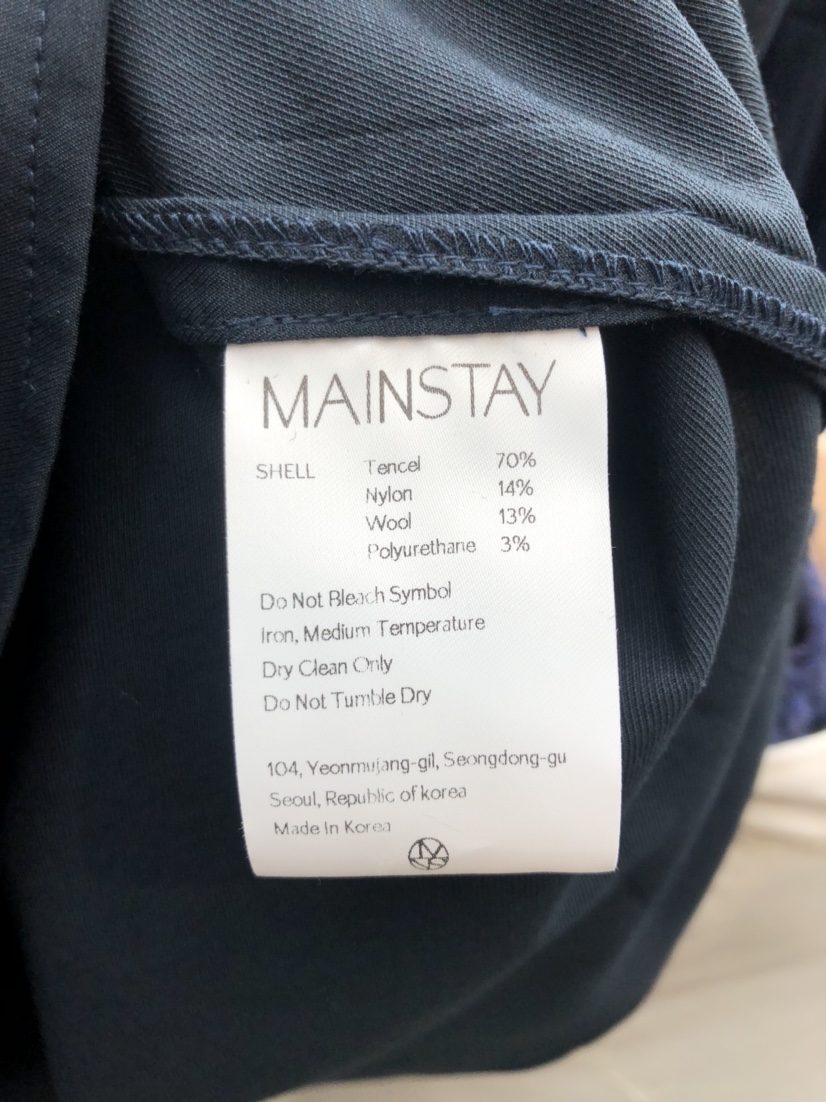 MAINSTAY
SHELL Tencel 70%
Nylon 14%
Wool 13%
Polyurethane 3%
Do Not Bleach Symbol
Iron, Medium Temperature
Dry Clean Only
Do Not Tumble Dry
104, Yeonmujang-gil, Seongdong-gu
Seoul, Republic of korea
Made In Korea